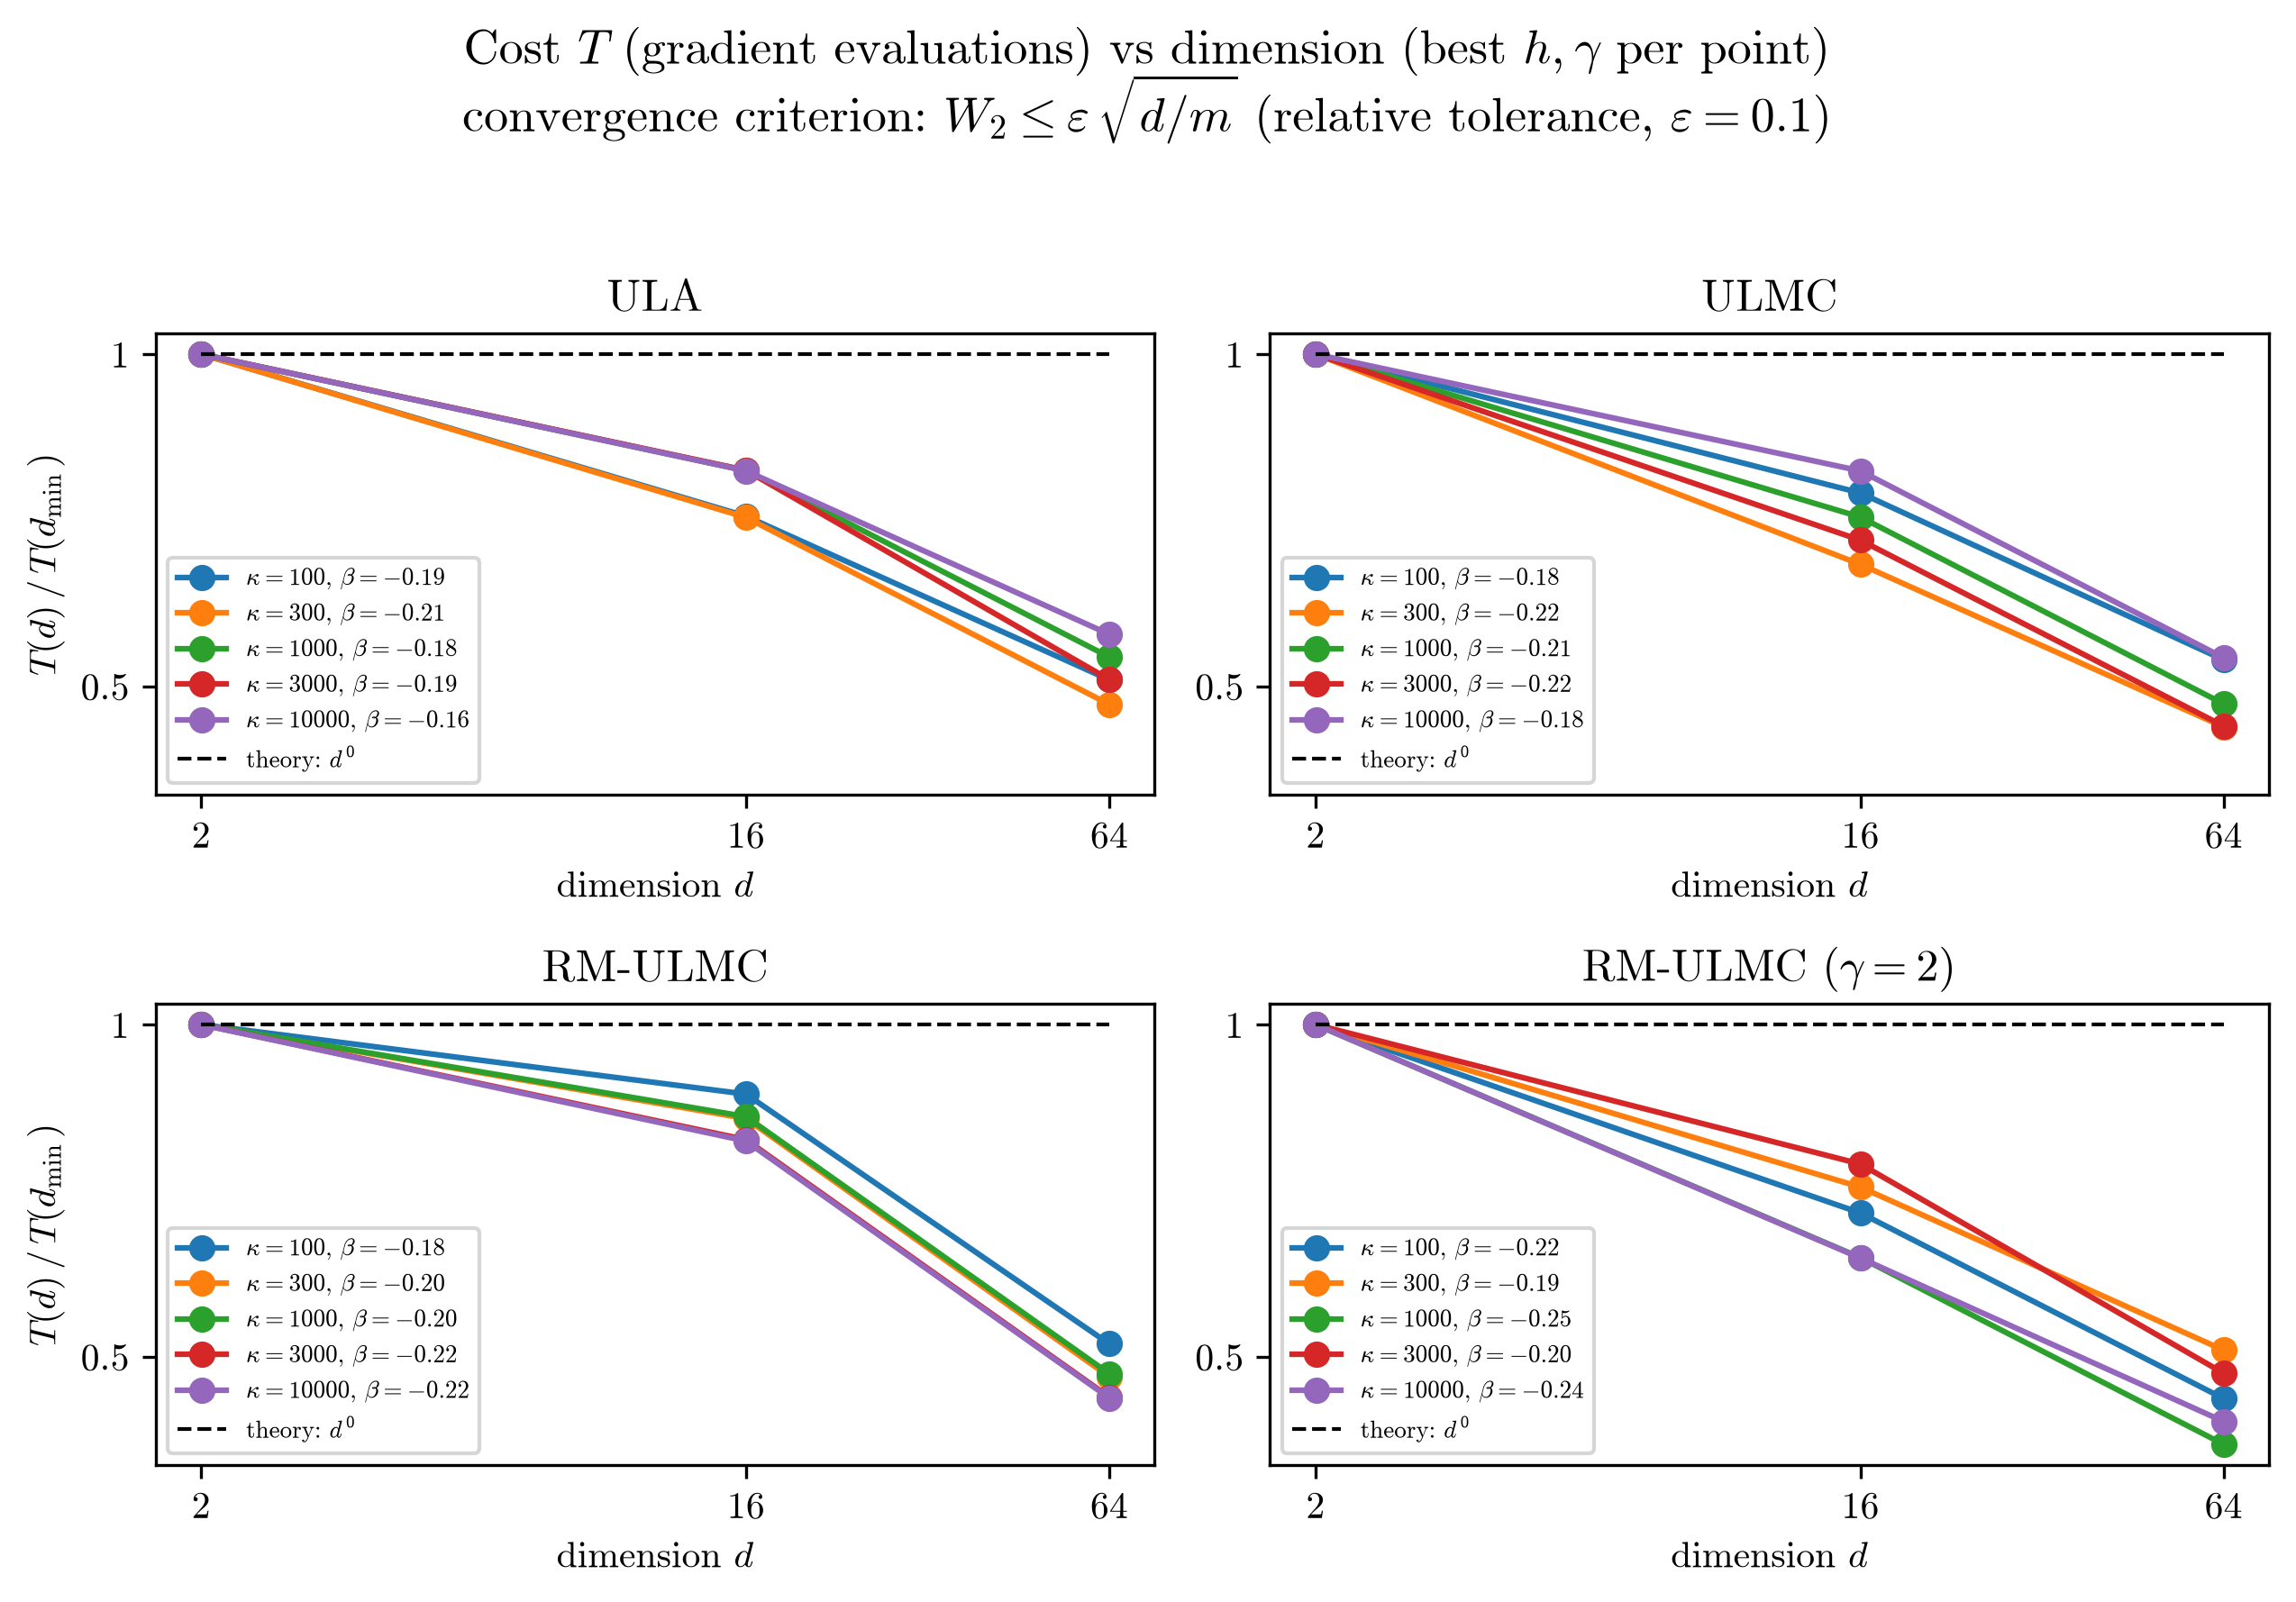 Cost T (gradient evaluations) vs dimension (best h, γ per point)
convergence criterion: W₂ ≤ ε √d/m (relative tolerance, ε = 0.1)
ULA
T(d) / T(d_min)
1
0.5
κ = 100, β = −0.19
κ = 300, β = −0.21
κ = 1000, β = −0.18
κ = 3000, β = −0.19
κ = 10000, β = −0.16
theory: d⁰
2 16 64
dimension d
ULMC
1
0.5
κ = 100, β = −0.18
κ = 300, β = −0.22
κ = 1000, β = −0.21
κ = 3000, β = −0.22
κ = 10000, β = −0.18
theory: d⁰
2 16 64
dimension d
RM-ULMC
T(d) / T(d_min)
1
0.5
κ = 100, β = −0.18
κ = 300, β = −0.20
κ = 1000, β = −0.20
κ = 3000, β = −0.22
κ = 10000, β = −0.22
theory: d⁰
2 16 64
dimension d
RM-ULMC (γ = 2)
1
0.5
κ = 100, β = −0.22
κ = 300, β = −0.19
κ = 1000, β = −0.25
κ = 3000, β = −0.20
κ = 10000, β = −0.24
theory: d⁰
2 16 64
dimension d